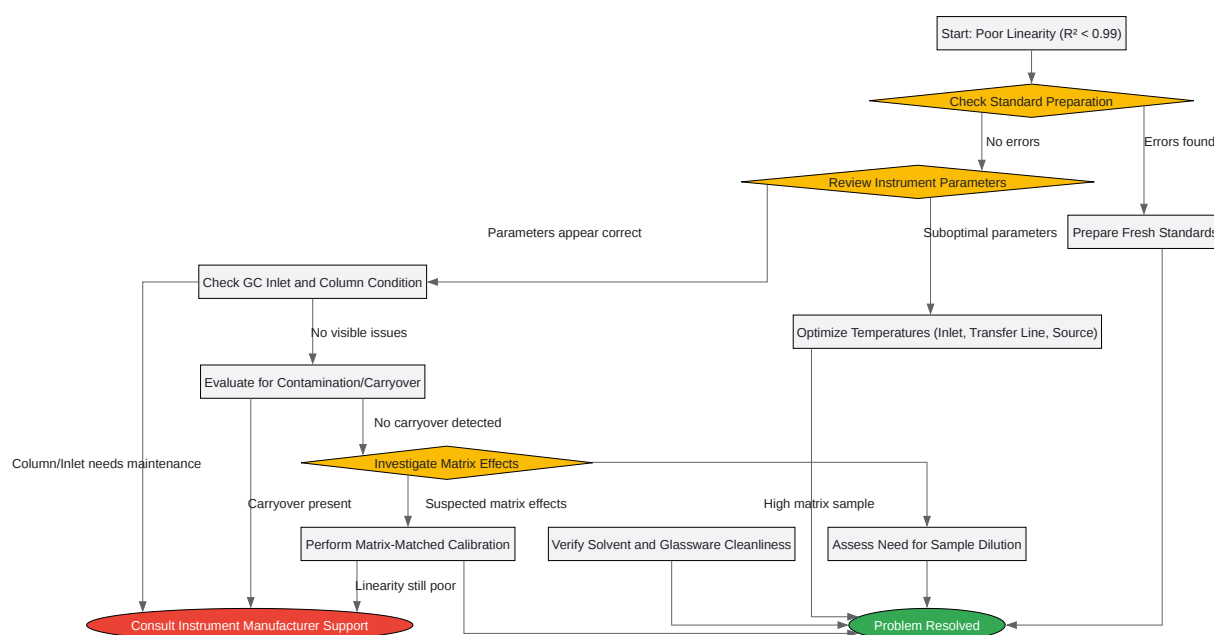 Start: Poor Linearity (R² < 0.99)
Check Standard Preparation
No errors
Errors found
Review Instrument Parameters
Parameters appear correct
Suboptimal parameters
Prepare Fresh Standards
Check GC Inlet and Column Condition
No visible issues
Optimize Temperatures (Inlet, Transfer Line, Source)
Evaluate for Contamination/Carryover
No carryover detected
Column/Inlet needs maintenance
Investigate Matrix Effects
Carryover present
Suspected matrix effects
High matrix sample
Perform Matrix-Matched Calibration
Verify Solvent and Glassware Cleanliness
Assess Need for Sample Dilution
Linearity still poor
Consult Instrument Manufacturer Support
Problem Resolved